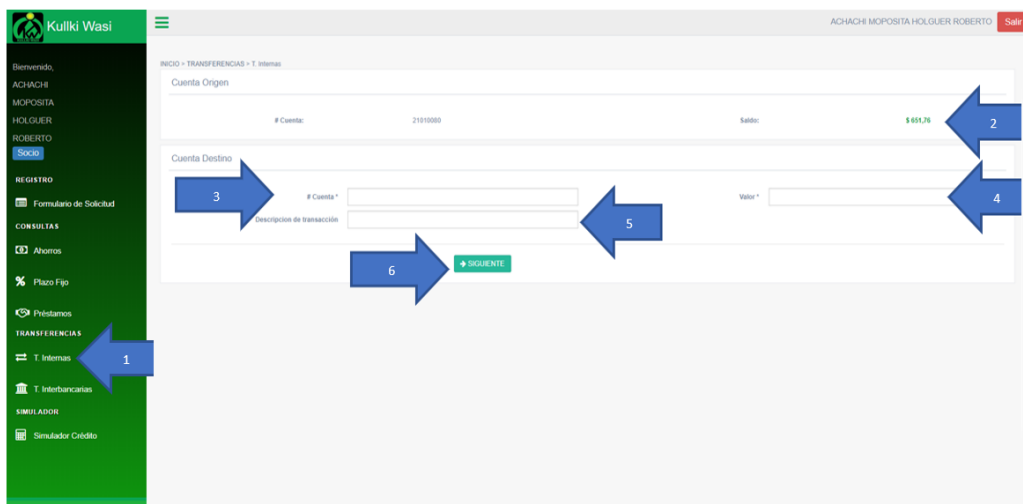 Kullki Wasi
ACHACHI MOPOSITA HOLGUER ROBERTO
Salir
Bienvenido,
ACHACHI
MOPOSITA
HOLGUER
ROBERTO
Socio
REGISTRO
Formulario de Solicitud
CONSULTAS
Ahorros
Plazo Fijo
Préstamos
TRANSFERENCIAS
T. Internas
1
T. Interbancarias
SIMULADOR
Simulador Crédito
INICIO > TRANSFERENCIAS > T. Internas
Cuenta Origen
# Cuenta:
21010080
Saldo:
$ 651,76
2
Cuenta Destino
3
# Cuenta *
Valor *
4
Descripcion de transacción
5
6
SIGUIENTE